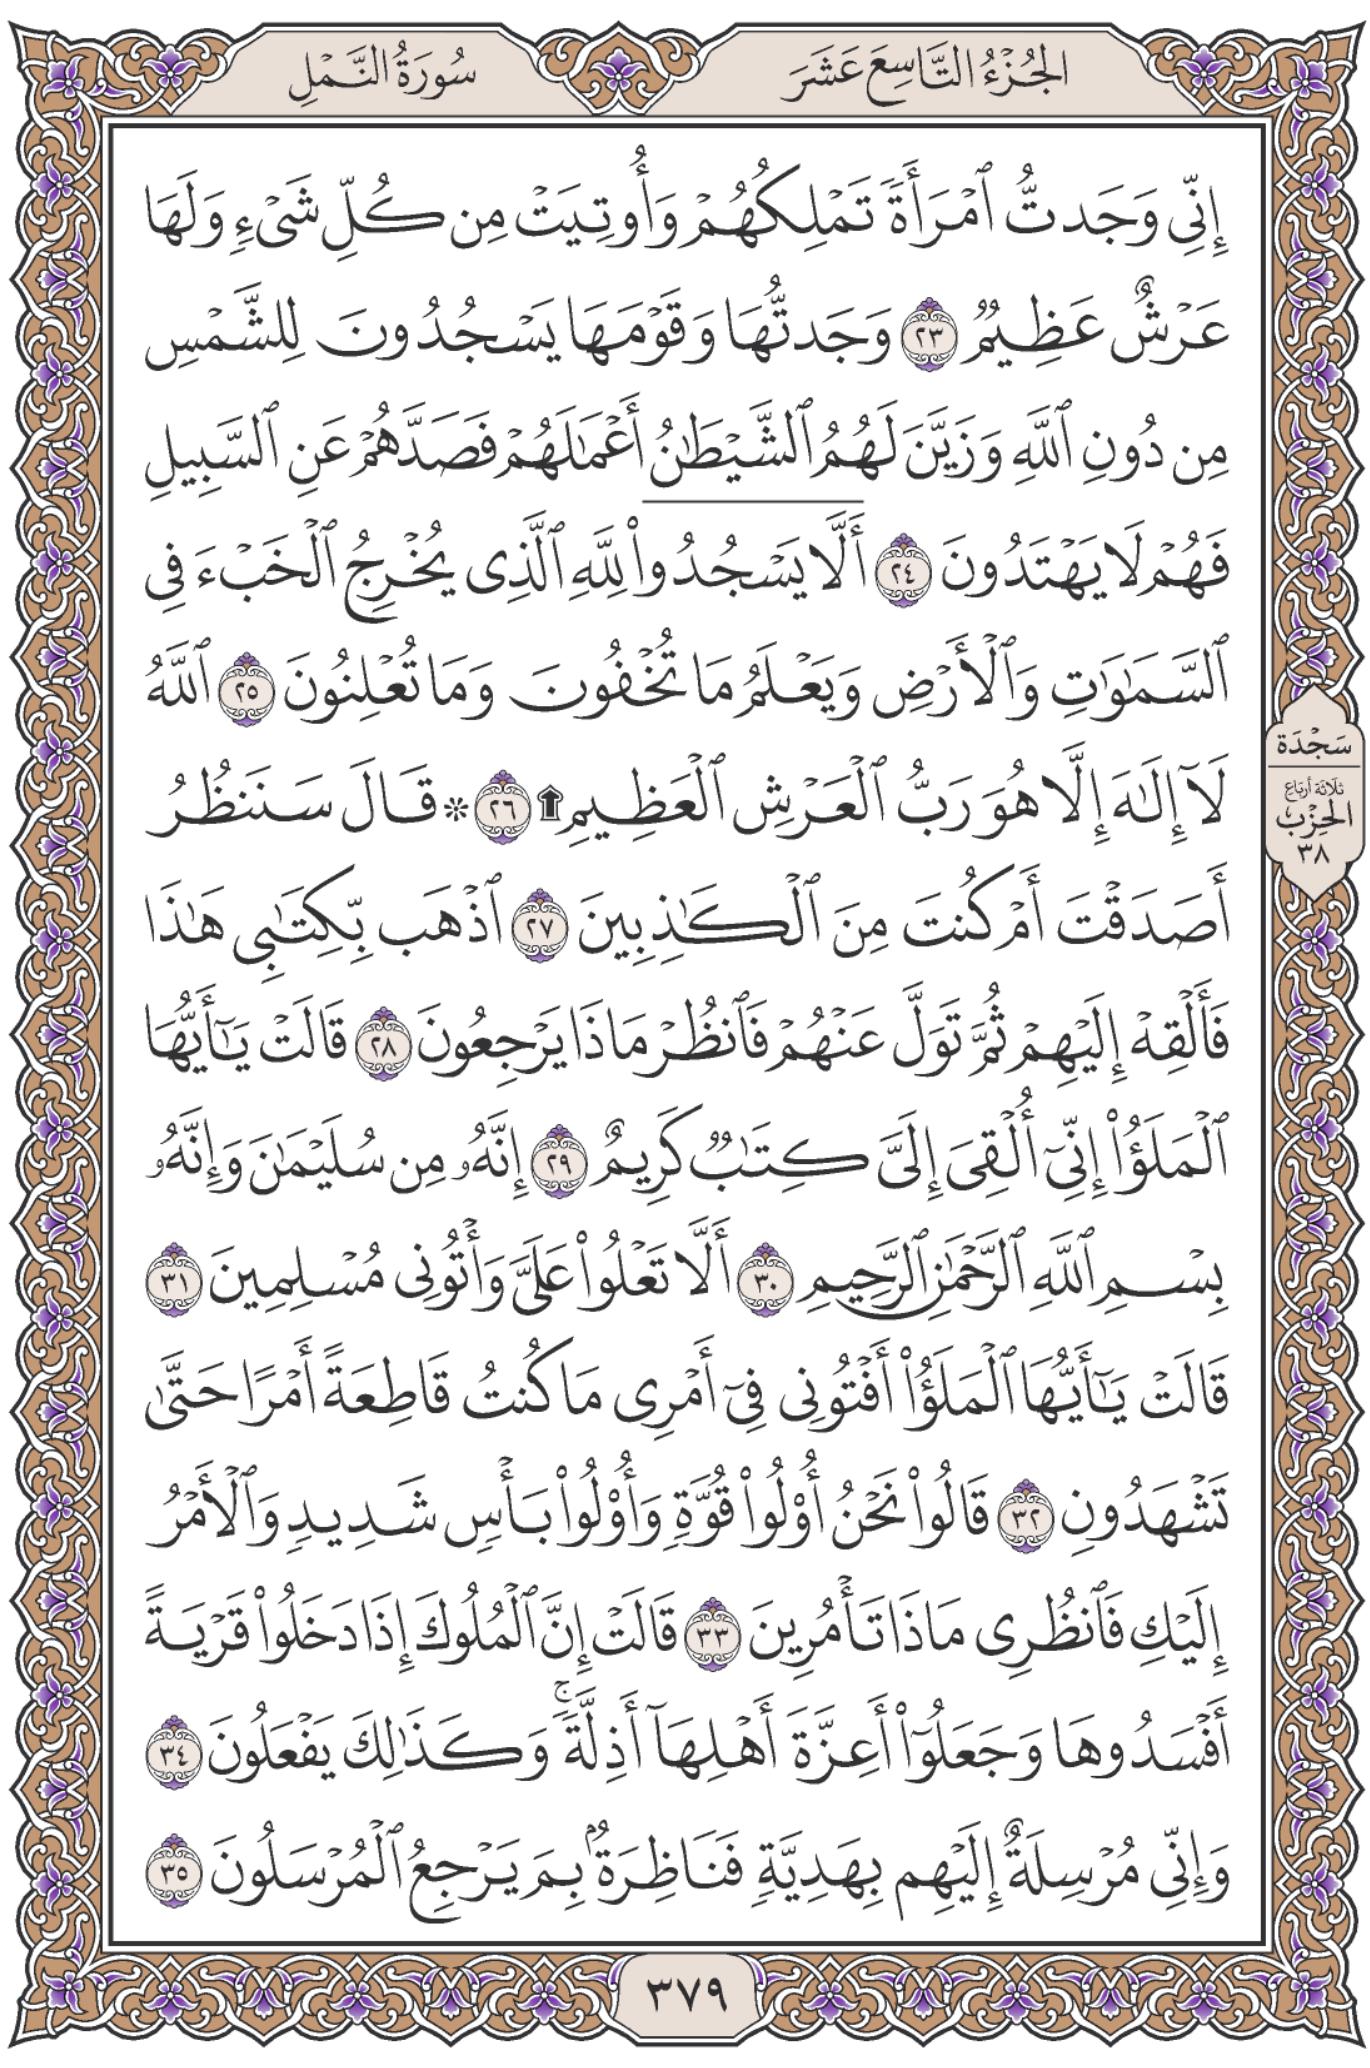 الجُزْءُ التَّاسِعَ عَشَرَ
سُورَةُ النَّمْلِ
إِنِّي وَجَدتُّ ٱمْرَأَةً تَمْلِكُهُمْ وَأُوتِيَتْ مِن كُلِّ شَيْءٍ وَلَهَا
عَرْشٌ عَظِيمٌ ٢٣ وَجَدتُّهَا وَقَوْمَهَا يَسْجُدُونَ لِلشَّمْسِ
مِن دُونِ ٱللَّهِ وَزَيَّنَ لَهُمُ ٱلشَّيْطَٰنُ أَعْمَٰلَهُمْ فَصَدَّهُمْ عَنِ ٱلسَّبِيلِ
فَهُمْ لَا يَهْتَدُونَ ٢٤ أَلَّا يَسْجُدُوا۟ لِلَّهِ ٱلَّذِي يُخْرِجُ ٱلْخَبْءَ فِي
ٱلسَّمَٰوَٰتِ وَٱلْأَرْضِ وَيَعْلَمُ مَا تُخْفُونَ وَمَا تُعْلِنُونَ ٢٥ ٱللَّهُ
لَآ إِلَٰهَ إِلَّا هُوَ رَبُّ ٱلْعَرْشِ ٱلْعَظِيمِ ۩ ٢٦ ۞ قَالَ سَنَنظُرُ
أَصَدَقْتَ أَمْ كُنتَ مِنَ ٱلْكَٰذِبِينَ ٢٧ ٱذْهَب بِّكِتَٰبِي هَٰذَا
فَأَلْقِهْ إِلَيْهِمْ ثُمَّ تَوَلَّ عَنْهُمْ فَٱنظُرْ مَاذَا يَرْجِعُونَ ٢٨ قَالَتْ يَٰٓأَيُّهَا
ٱلْمَلَؤُا۟ إِنِّيٓ أُلْقِيَ إِلَيَّ كِتَٰبٌ كَرِيمٌ ٢٩ إِنَّهُۥ مِن سُلَيْمَٰنَ وَإِنَّهُۥ
بِسْمِ ٱللَّهِ ٱلرَّحْمَٰنِ ٱلرَّحِيمِ ٣٠ أَلَّا تَعْلُوا۟ عَلَيَّ وَأْتُونِي مُسْلِمِينَ ٣١
قَالَتْ يَٰٓأَيُّهَا ٱلْمَلَؤُا۟ أَفْتُونِي فِيٓ أَمْرِي مَا كُنتُ قَاطِعَةً أَمْرًا حَتَّىٰ
تَشْهَدُونِ ٣٢ قَالُوا۟ نَحْنُ أُو۟لُوا۟ قُوَّةٍ وَأُو۟لُوا۟ بَأْسٍ شَدِيدٍ وَٱلْأَمْرُ
إِلَيْكِ فَٱنظُرِي مَاذَا تَأْمُرِينَ ٣٣ قَالَتْ إِنَّ ٱلْمُلُوكَ إِذَا دَخَلُوا۟ قَرْيَةً
أَفْسَدُوهَا وَجَعَلُوٓا۟ أَعِزَّةَ أَهْلِهَآ أَذِلَّةً ۚ وَكَذَٰلِكَ يَفْعَلُونَ ٣٤
وَإِنِّي مُرْسِلَةٌ إِلَيْهِم بِهَدِيَّةٍ فَنَاظِرَةٌۢ بِمَ يَرْجِعُ ٱلْمُرْسَلُونَ ٣٥
سَجْدَة
ثلاثة أرباع
الحِزْب
٣٨
٣٧٩